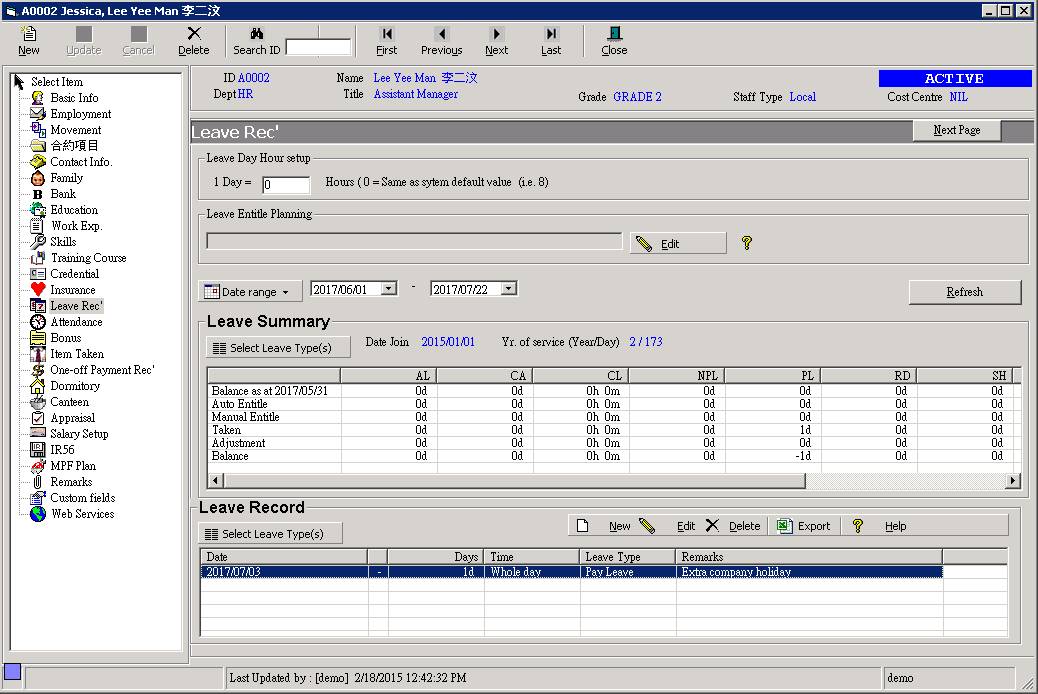 A0002 Jessica, Lee Yee Man 李二汶
New Update Cancel Delete Search ID First Previous Next Last Close
Select Item
Basic Info
Employment
Movement
合約項目
Contact Info.
Family
Bank
Education
Work Exp.
Skills
Training Course
Credential
Insurance
Leave Rec'
Attendance
Bonus
Item Taken
One-off Payment Rec'
Dormitory
Canteen
Appraisal
Salary Setup
IR56
MPF Plan
Remarks
Custom fields
Web Services
ID A0002 Name Lee Yee Man 李二汶 ACTIVE
Dept HR Title Assistant Manager Grade GRADE 2 Staff Type Local Cost Centre NIL
Leave Rec' Next Page
Leave Day Hour setup
1 Day = 0 Hours ( 0 = Same as sytem default value (i.e. 8)
Leave Entitle Planning
Edit
Date range 2017/06/01 - 2017/07/22 Refresh
Leave Summary
Select Leave Type(s) Date Join 2015/01/01 Yr. of service (Year/Day) 2 / 173
AL CA CL NPL PL RD SH
Balance as at 2017/05/31 0d 0d 0h 0m 0d 0d 0d 0d
Auto Entitle 0d 0d 0h 0m 0d 0d 0d 0d
Manual Entitle 0d 0d 0h 0m 0d 0d 0d 0d
Taken 0d 0d 0h 0m 0d 1d 0d 0d
Adjustment 0d 0d 0h 0m 0d 0d 0d 0d
Balance 0d 0d 0h 0m 0d -1d 0d 0d
Leave Record
Select Leave Type(s) New Edit Delete Export Help
Date Days Time Leave Type Remarks
2017/07/03 - 1d Whole day Pay Leave Extra company holiday
Last Updated by : [demo] 2/18/2015 12:42:32 PM demo